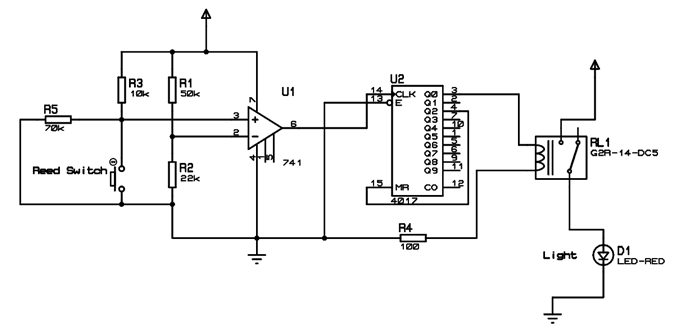 R3
10k
R1
50k
R5
70k
Reed Switch
R2
22k
U1
7
3
2
6
4
1
5
741
U2
14
13
15
CLK
E
MR
Q0
Q1
Q2
Q3
Q4
Q5
Q6
Q7
Q8
Q9
CO
3
2
4
7
10
1
5
6
9
11
12
4017
R4
100
RL1
G2R-14-DC5
Light
D1
LED-RED